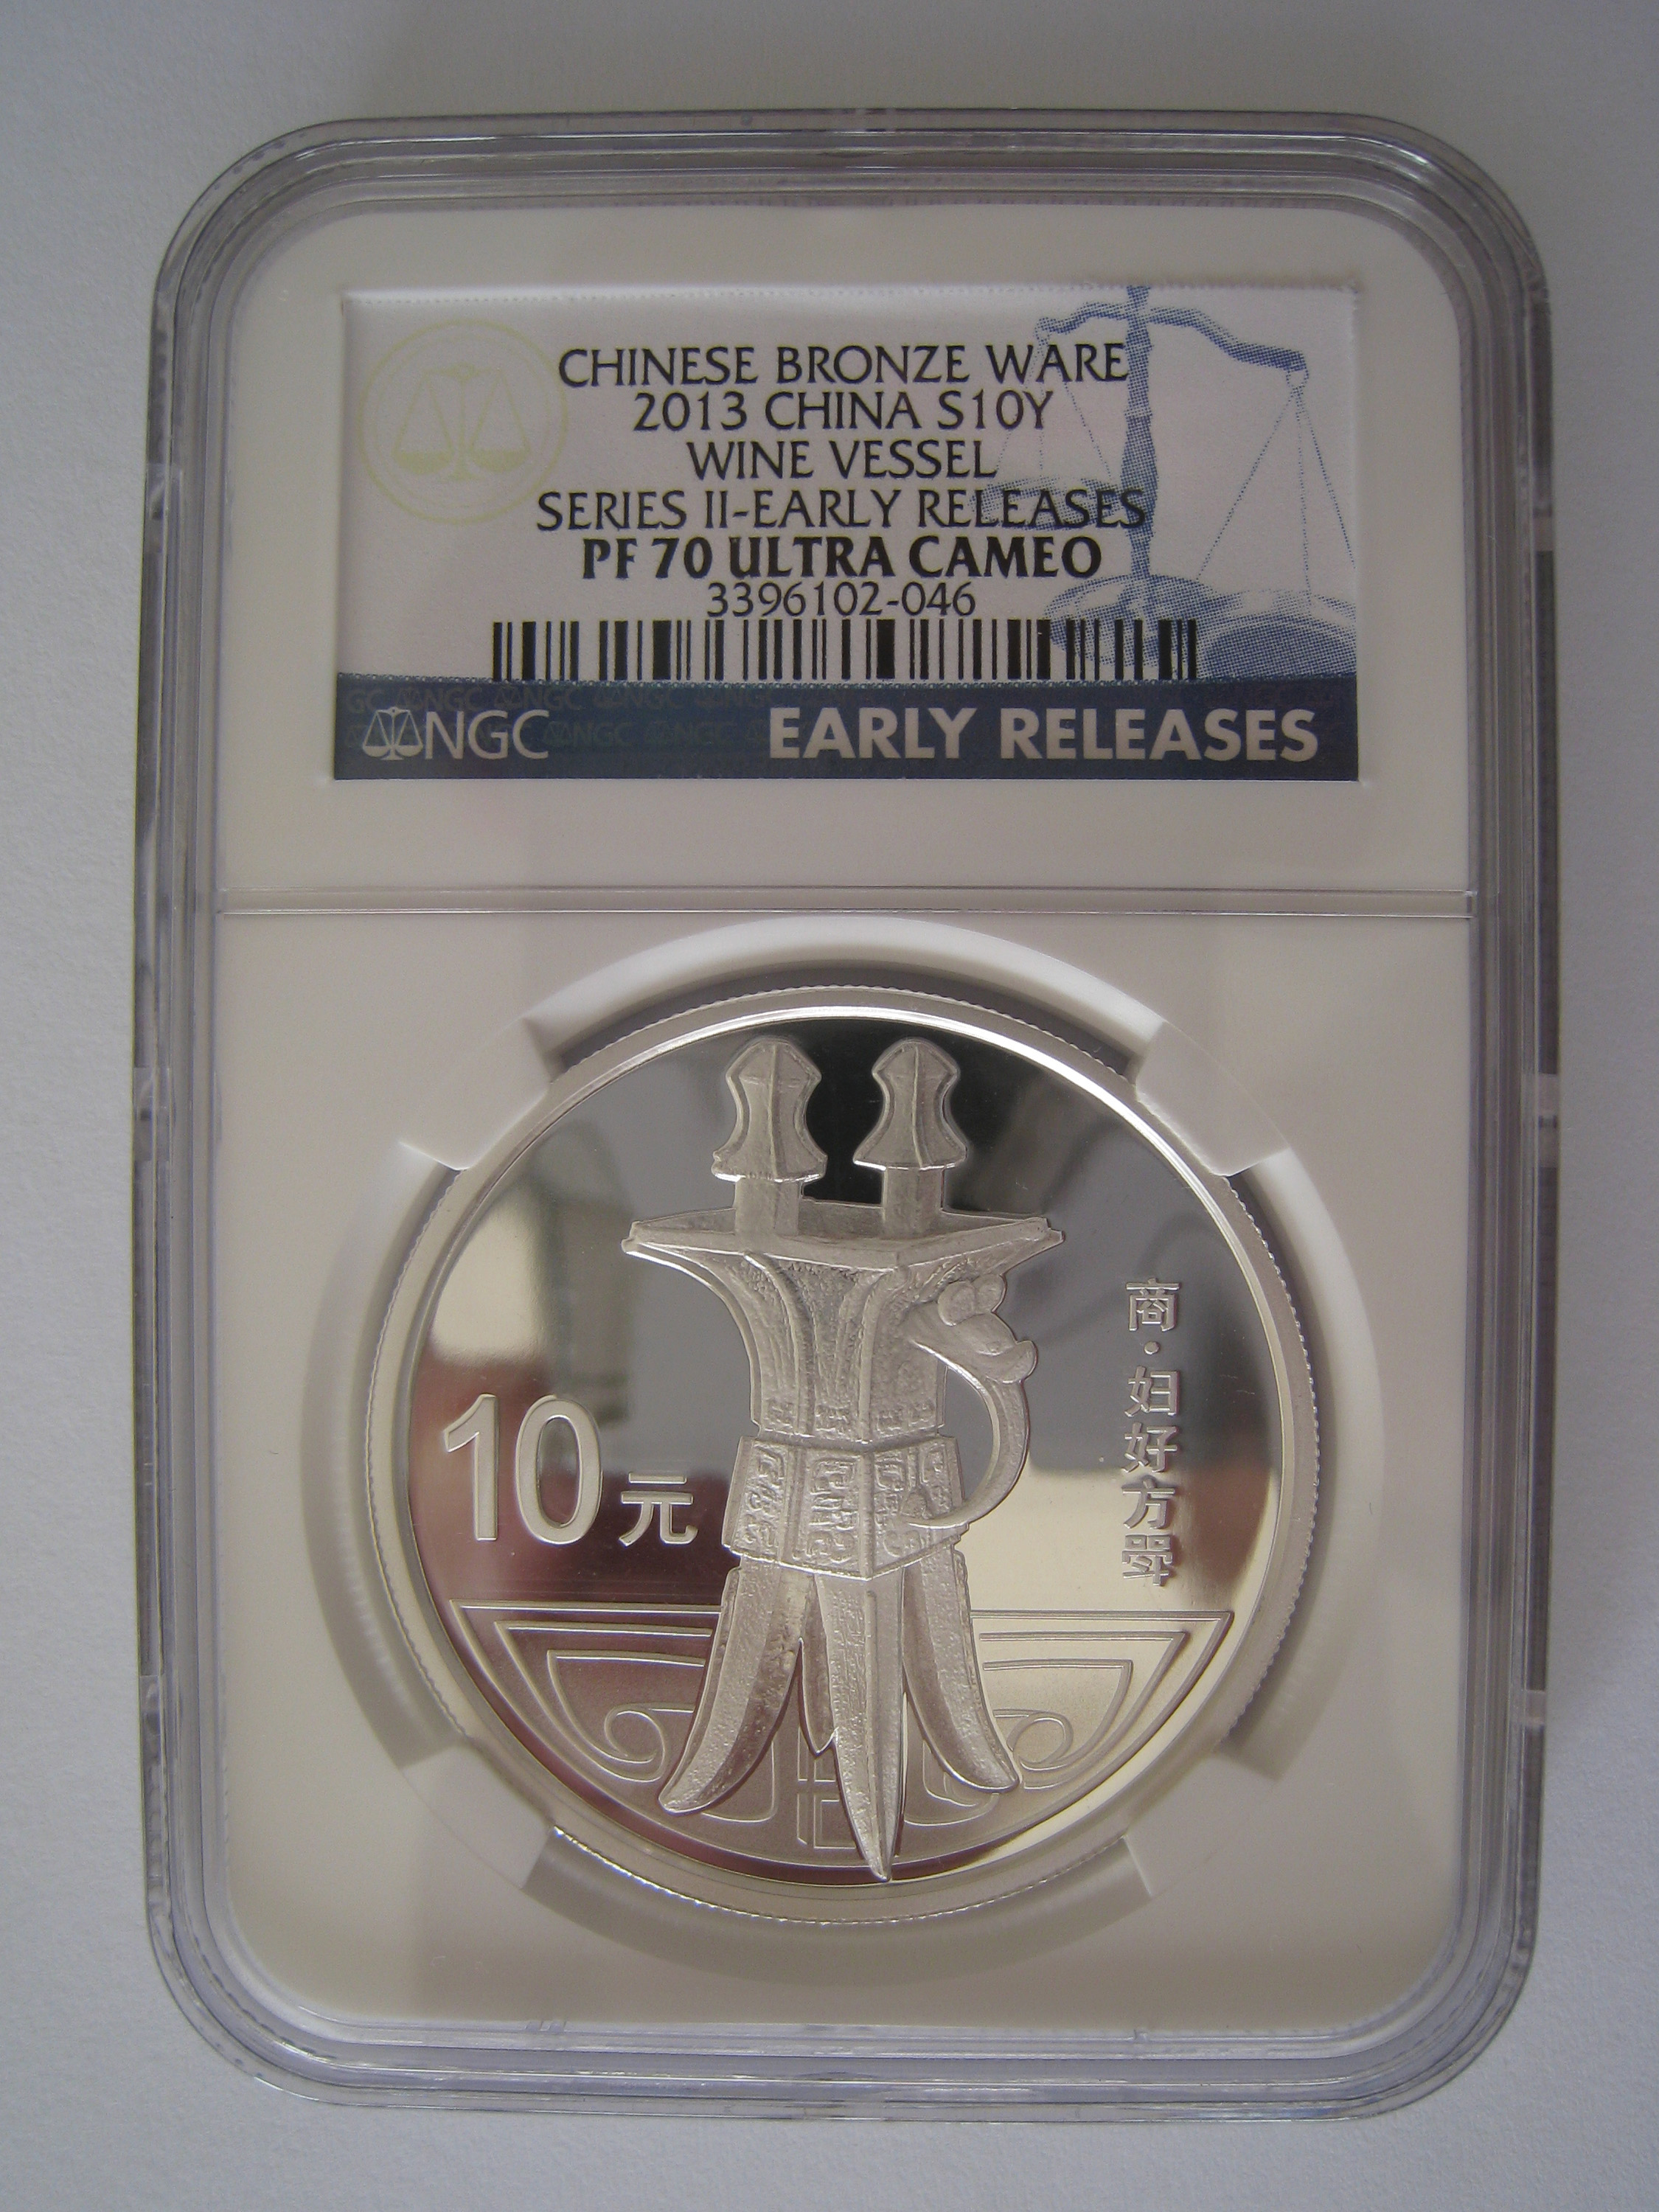 CHINESE BRONZE WARE
2013 CHINA S10Y
WINE VESSEL
SERIES II-EARLY RELEASES
PF 70 ULTRA CAMEO
3396102-046
NGC
EARLY RELEASES
10元
商·妇好方斝